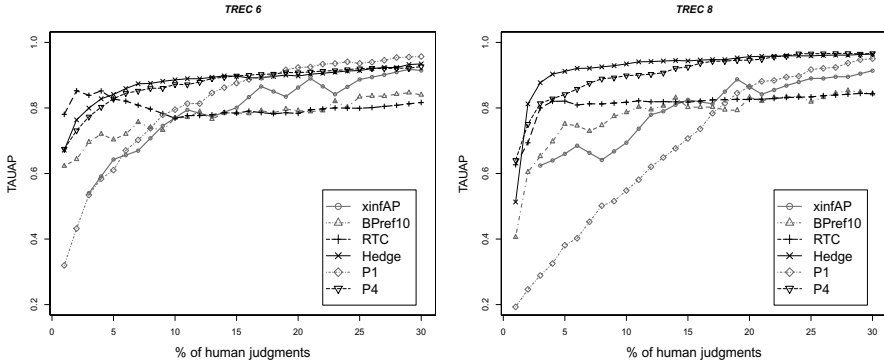 TREC 6
TAUAP
1.0
0.8
0.6
0.4
0.2
0
5
10
15
20
25
30
% of human judgments
xinfAP
BPref10
RTC
Hedge
P1
P4
TREC 8
TAUAP
1.0
0.8
0.6
0.4
0.2
0
5
10
15
20
25
30
% of human judgments
xinfAP
BPref10
RTC
Hedge
P1
P4